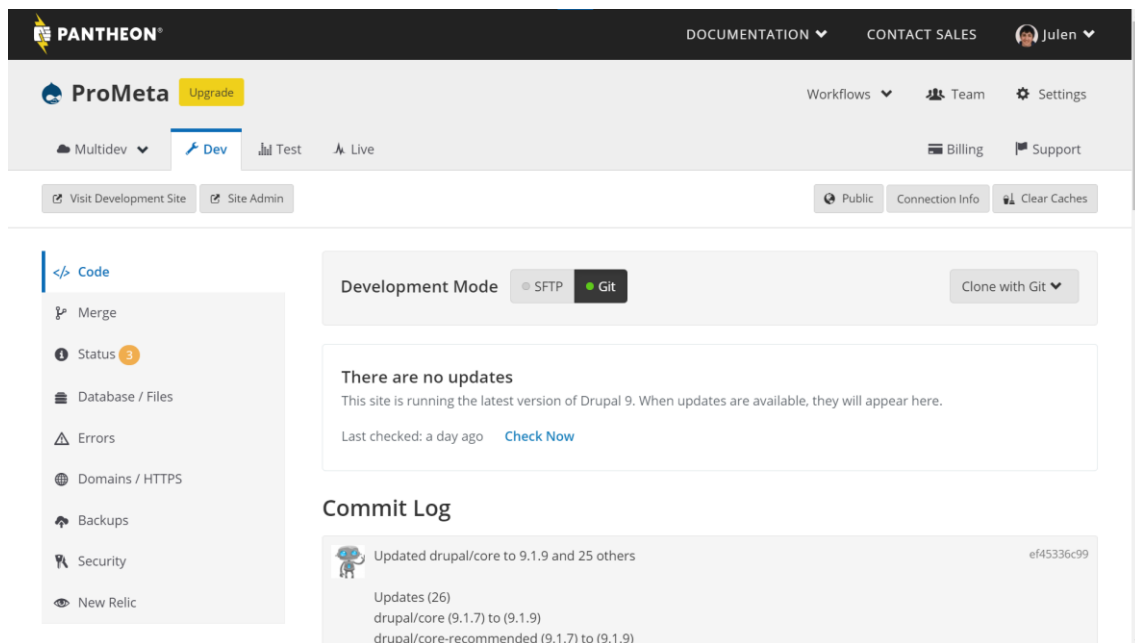 PANTHEON®
DOCUMENTATION
CONTACT SALES
Julen
ProMeta
Upgrade
Workflows
Team
Settings
Multidev
Dev
Test
Live
Billing
Support
Visit Development Site
Site Admin
Public
Connection Info
Clear Caches
</> Code
Merge
Status 3
Database / Files
Errors
Domains / HTTPS
Backups
Security
New Relic
Development Mode
SFTP
Git
Clone with Git
There are no updates
This site is running the latest version of Drupal 9. When updates are available, they will appear here.
Last checked: a day ago Check Now
Commit Log
Updated drupal/core to 9.1.9 and 25 others
ef45336c99
Updates (26)
drupal/core (9.1.7) to (9.1.9)
drupal/core-recommended (9.1.7) to (9.1.9)